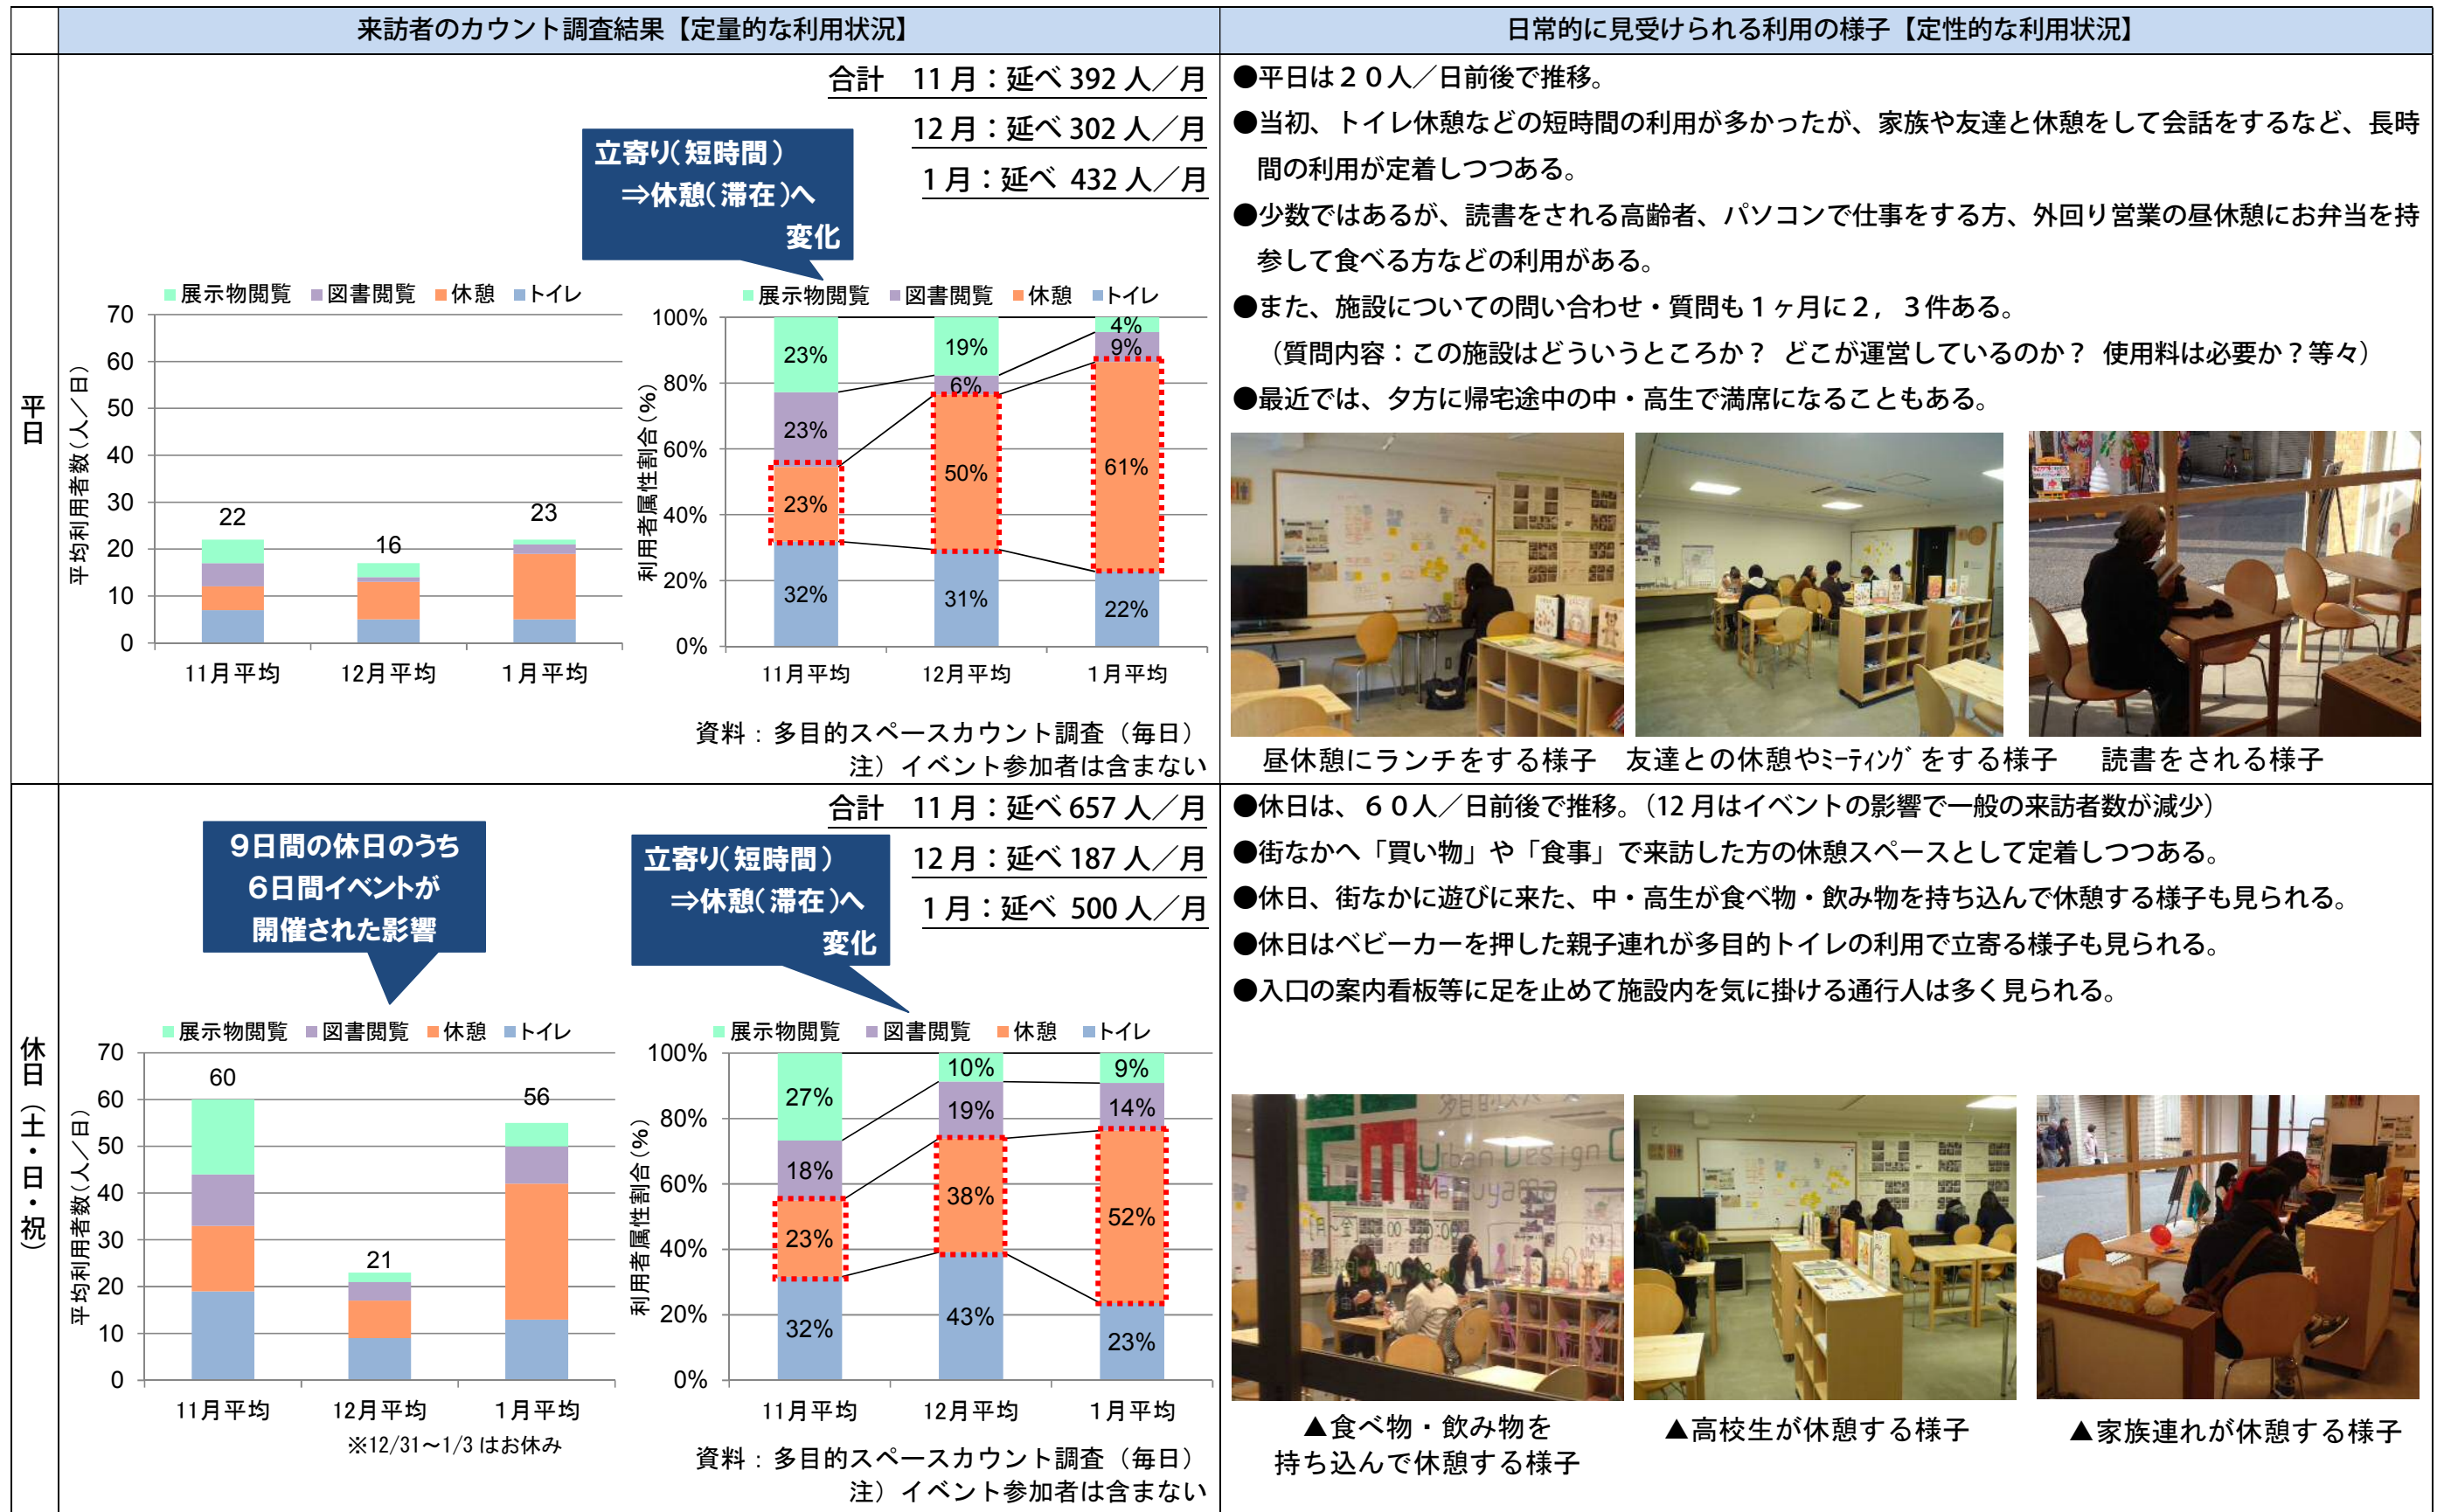 来訪者のカウント調査結果【定量的な利用状況】
日常的に見受けられる利用の様子【定性的な利用状況】
平日
合計　11月：延べ392人／月
12月：延べ302人／月
1月：延べ 432人／月
立寄り(短時間)
⇒休憩(滞在)へ
変化
展示物閲覧 図書閲覧 休憩 トイレ
平均利用者数(人／日)
70
60
50
40
30
20
10
0
22
16
23
11月平均 12月平均 1月平均
展示物閲覧 図書閲覧 休憩 トイレ
利用者属性割合(%)
100%
80%
60%
40%
20%
0%
23% 19% 4%
23% 6% 9%
23% 50% 61%
32% 31% 22%
11月平均 12月平均 1月平均
資料：多目的スペースカウント調査（毎日）
注）イベント参加者は含まない
●平日は２０人／日前後で推移。
●当初、トイレ休憩などの短時間の利用が多かったが、家族や友達と休憩をして会話をするなど、長時
間の利用が定着しつつある。
●少数ではあるが、読書をされる高齢者、パソコンで仕事をする方、外回り営業の昼休憩にお弁当を持
参して食べる方などの利用がある。
●また、施設についての問い合わせ・質問も１ヶ月に２，３件ある。
（質問内容：この施設はどういうところか？ どこが運営しているのか？ 使用料は必要か？等々）
●最近では、夕方に帰宅途中の中・高生で満席になることもある。
昼休憩にランチをする様子
友達との休憩やﾐｰﾃｨﾝｸﾞをする様子
読書をされる様子
休日（土・日・祝）
合計　11月：延べ657人／月
12月：延べ187人／月
1月：延べ 500人／月
9日間の休日のうち
6日間イベントが
開催された影響
立寄り(短時間)
⇒休憩(滞在)へ
変化
展示物閲覧 図書閲覧 休憩 トイレ
平均利用者数(人／日)
70
60
50
40
30
20
10
0
60
21
56
11月平均 12月平均 1月平均
※12/31～1/3はお休み
展示物閲覧 図書閲覧 休憩 トイレ
利用者属性割合(%)
100%
80%
60%
40%
20%
0%
27% 10% 9%
18% 19% 14%
23% 38% 52%
32% 43% 23%
11月平均 12月平均 1月平均
資料：多目的スペースカウント調査（毎日）
注）イベント参加者は含まない
●休日は、６０人／日前後で推移。（12月はイベントの影響で一般の来訪者数が減少）
●街なかへ「買い物」や「食事」で来訪した方の休憩スペースとして定着しつつある。
●休日、街なかに遊びに来た、中・高生が食べ物・飲み物を持ち込んで休憩する様子も見られる。
●休日はベビーカーを押した親子連れが多目的トイレの利用で立寄る様子も見られる。
●入口の案内看板等に足を止めて施設内を気に掛ける通行人は多く見られる。
Urban Design
▲食べ物・飲み物を
持ち込んで休憩する様子
▲高校生が休憩する様子
▲家族連れが休憩する様子